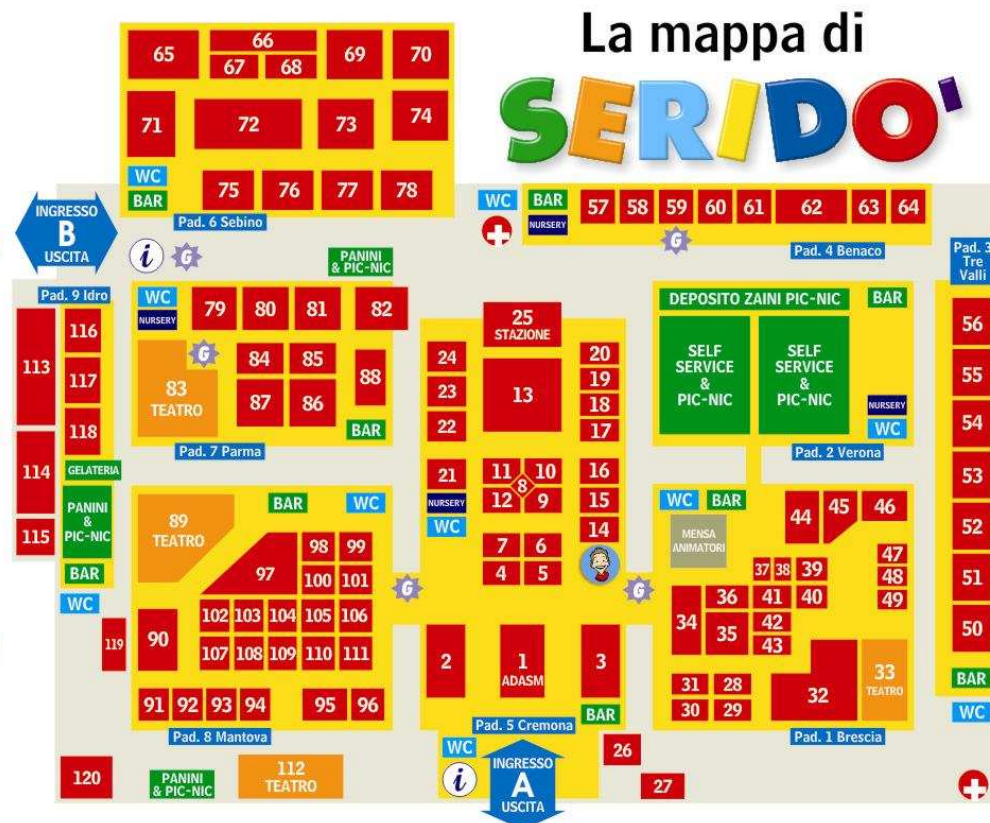 La mappa di
SERIDO'
65
66
67
68
69
70
71
72
73
74
WC
BAR
75
76
77
78
Pad. 6 Sebino
INGRESSO
B
USCITA
i
G
PANINI
& PIC-NIC
WC
BAR
NURSERY
57
58
59
60
61
62
63
64
G
Pad. 4 Benaco
Pad. 3
Tre
Valli
56
55
54
53
52
51
50
BAR
WC
Pad. 9 Idro
113
114
115
116
117
118
GELATERIA
PANINI
&
PIC-NIC
BAR
WC
119
WC
NURSERY
79
80
81
82
G
83
TEATRO
84
85
87
86
88
BAR
Pad. 7 Parma
25
STAZIONE
24
23
22
13
20
19
18
17
21
NURSERY
WC
11
10
8
12
9
16
15
14
7
6
4
5
G
G
2
1
ADASM
3
BAR
Pad. 5 Cremona
WC
i
INGRESSO
A
USCITA
DEPOSITO ZAINI PIC-NIC
BAR
SELF
SERVICE
&
PIC-NIC
SELF
SERVICE
&
PIC-NIC
NURSERY
WC
Pad. 2 Verona
WC
BAR
MENSA
ANIMATORI
44
45
46
47
48
49
37
38
39
36
41
40
34
35
42
43
31
28
30
29
32
33
TEATRO
Pad. 1 Brescia
26
27
89
TEATRO
BAR
WC
97
98
99
100
101
102
103
104
105
106
107
108
109
110
111
90
91
92
93
94
95
96
Pad. 8 Mantova
120
PANINI
& PIC-NIC
112
TEATRO